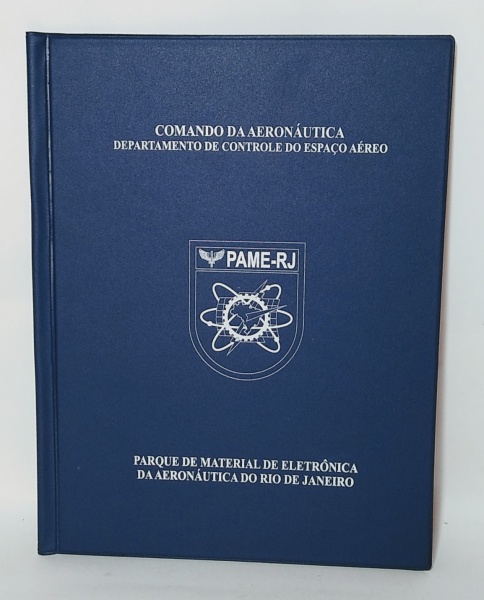 COMANDO DA AERONÁUTICA
DEPARTAMENTO DE CONTROLE DO ESPAÇO AÉREO
PAME-RJ
PARQUE DE MATERIAL DE ELETRÔNICA
DA AERONÁUTICA DO RIO DE JANEIRO